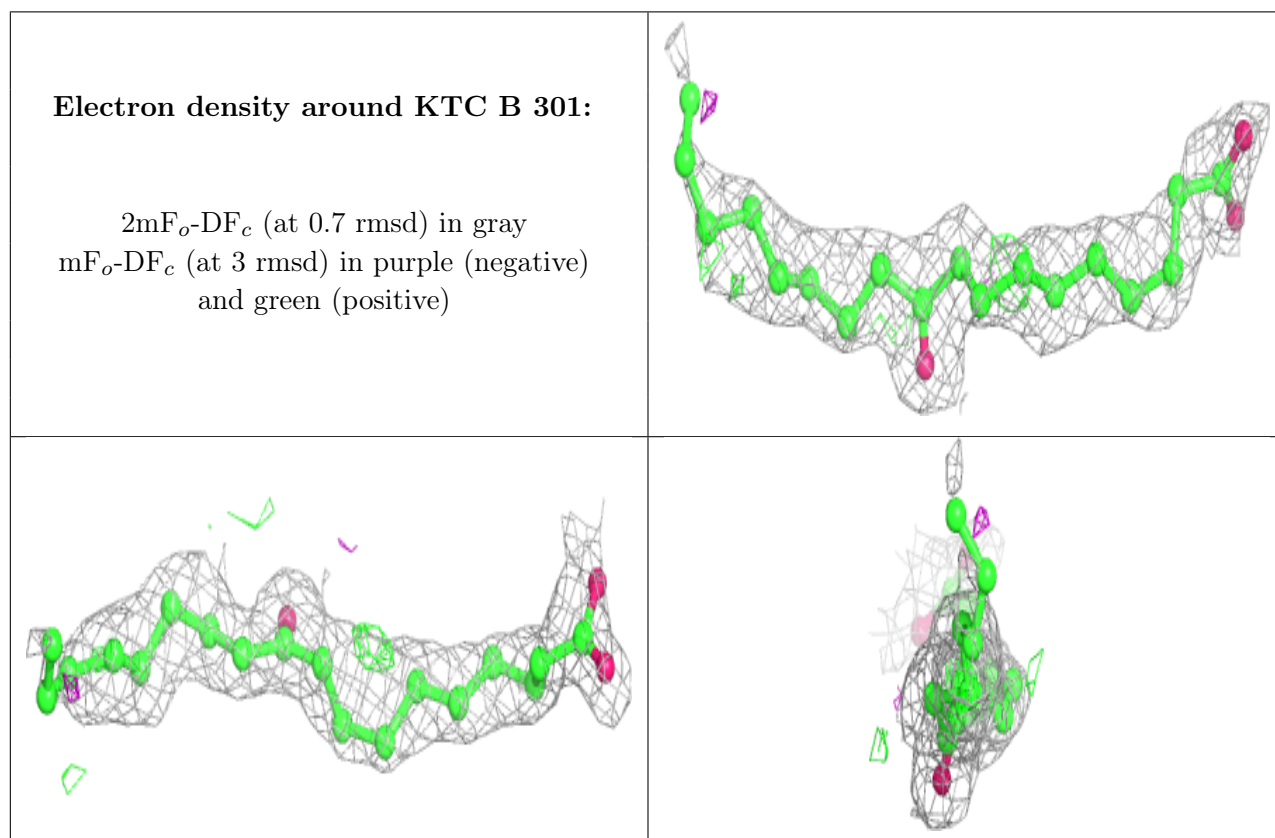 Electron density around KTC B 301:
2mFo-DFc (at 0.7 rmsd) in gray
mFo-DFc (at 3 rmsd) in purple (negative)
and green (positive)